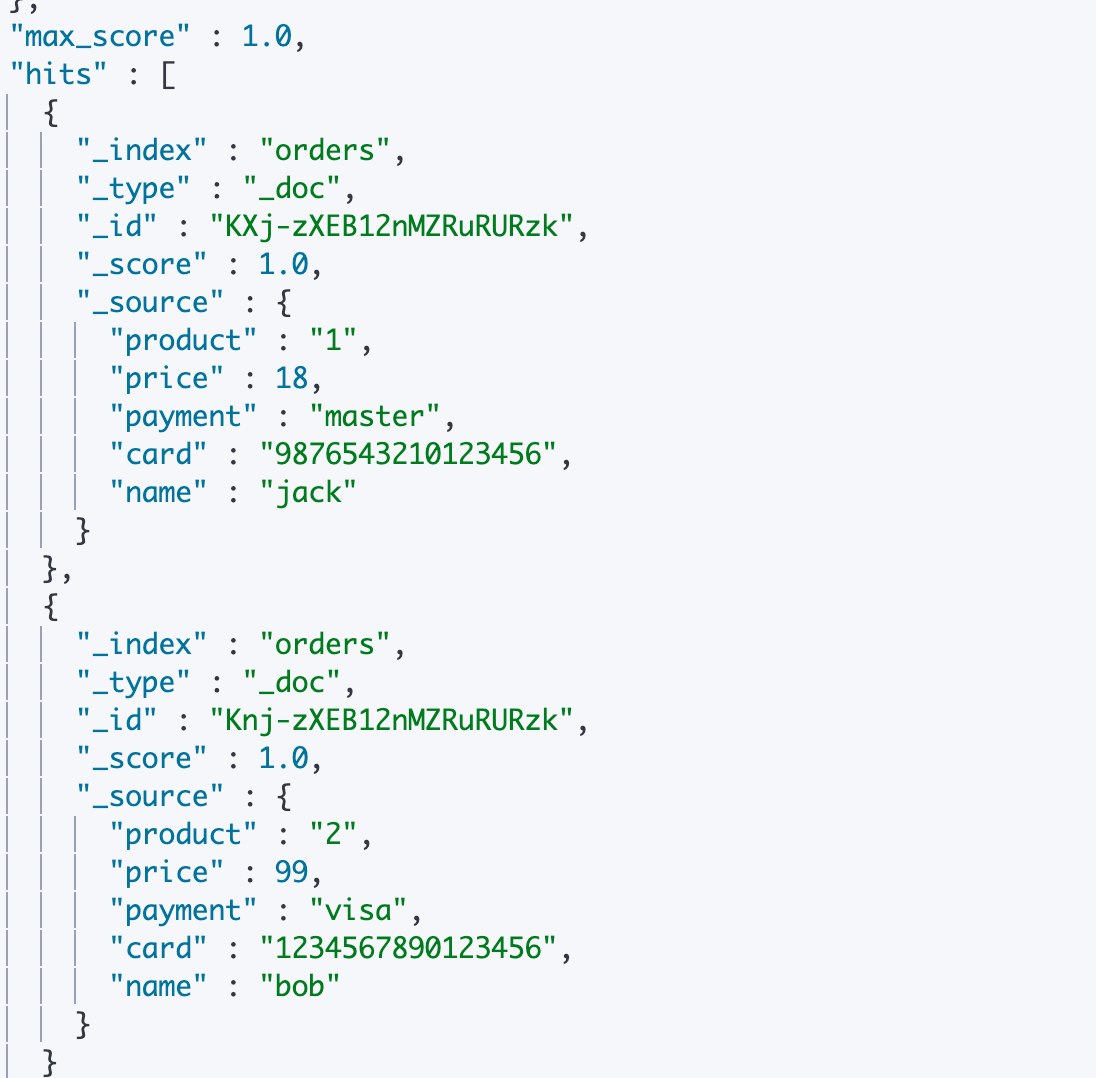 },
"max_score" : 1.0,
"hits" : [
{
"_index" : "orders",
"_type" : "_doc",
"_id" : "KXj-zXEB12nMZRuRURzk",
"_score" : 1.0,
"_source" : {
"product" : "1",
"price" : 18,
"payment" : "master",
"card" : "9876543210123456",
"name" : "jack"
}
},
{
"_index" : "orders",
"_type" : "_doc",
"_id" : "Knj-zXEB12nMZRuRURzk",
"_score" : 1.0,
"_source" : {
"product" : "2",
"price" : 99,
"payment" : "visa",
"card" : "1234567890123456",
"name" : "bob"
}
}